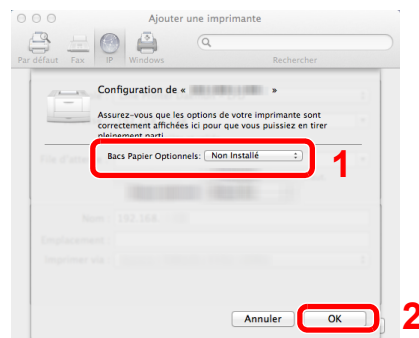 Ajouter une imprimante
Par défaut Fax IP Windows Rechercher
Configuration de « »
Assurez-vous que les options de votre imprimante sont
correctement affichées ici pour que vous puissiez en tirer
pleinement parti.
Bacs Papier Optionnels: Non Installé
1
Nom : 192.168.
Emplacement :
Imprimer via :
Annuler OK
2